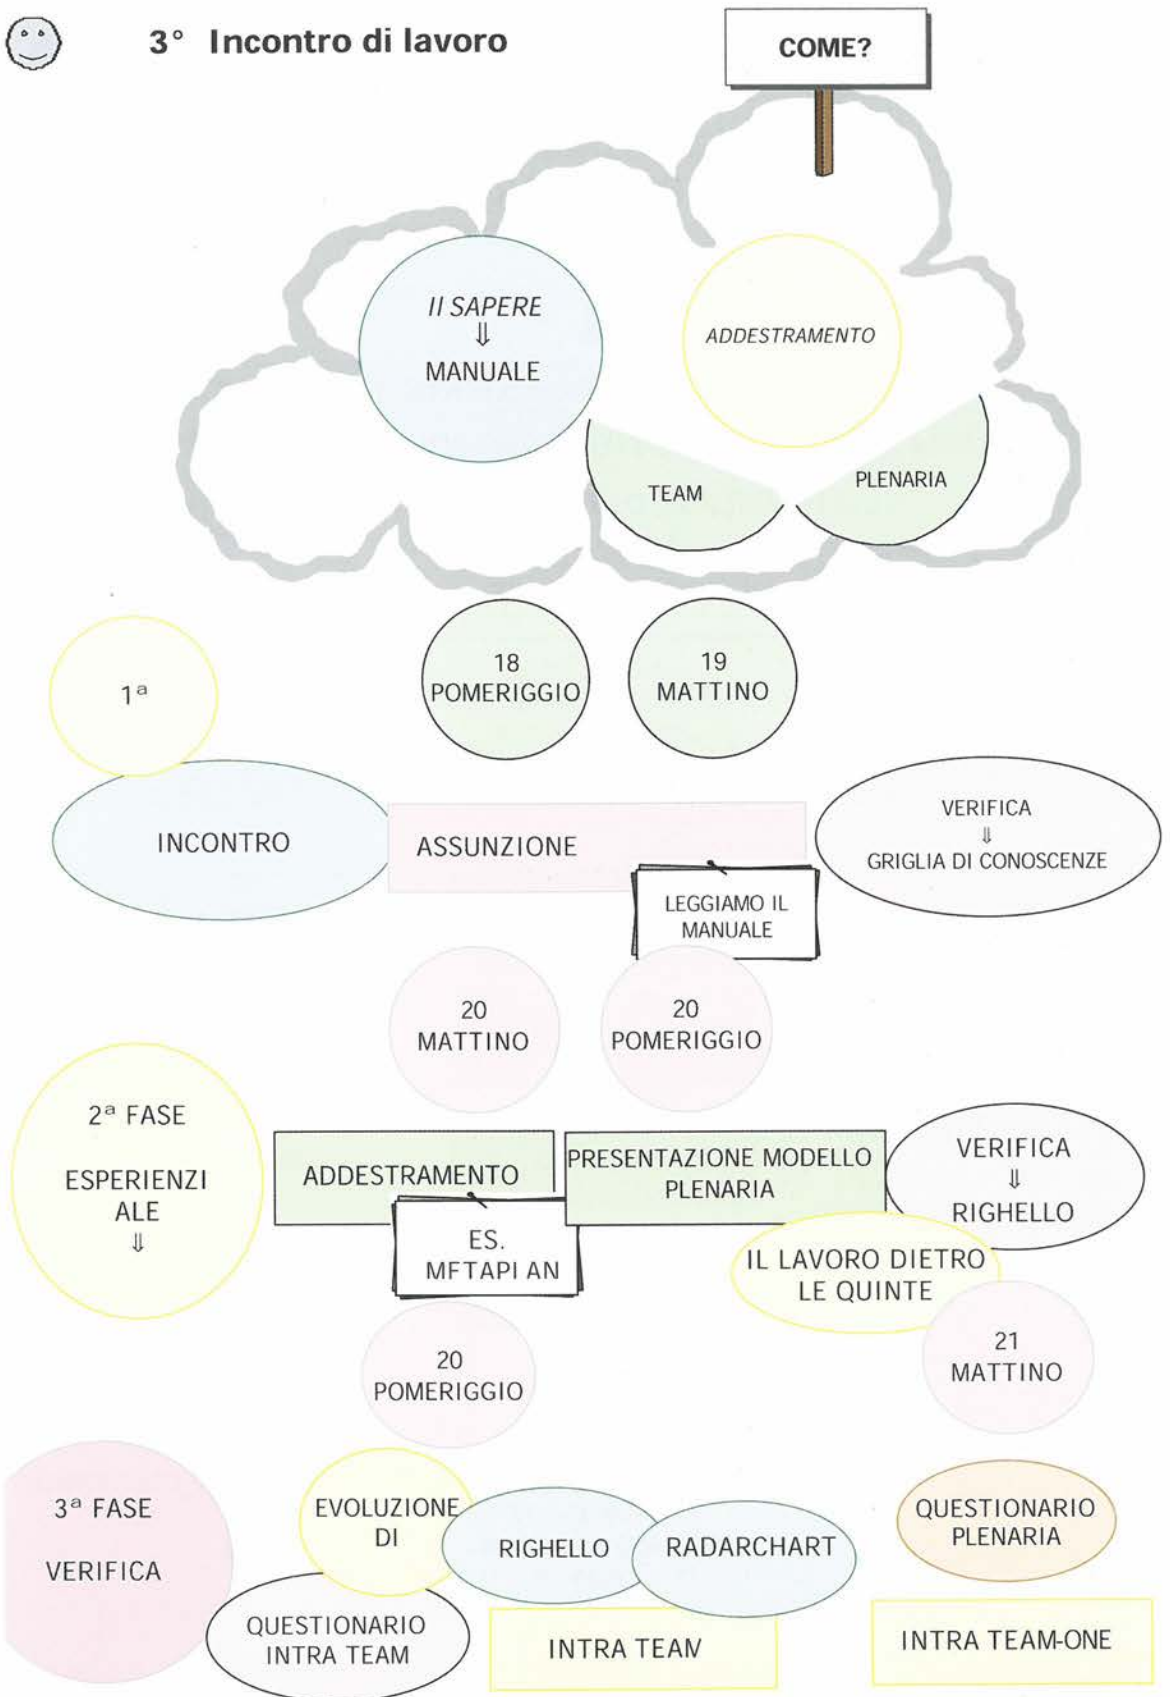 3° Incontro di lavoro
COME?
Il SAPERE
⇓
MANUALE
ADDESTRAMENTO
TEAM
PLENARIA
1ª
18
POMERIGGIO
19
MATTINO
INCONTRO
ASSUNZIONE
LEGGIAMO IL
MANUALE
VERIFICA
⇓
GRIGLIA DI CONOSCENZE
20
MATTINO
20
POMERIGGIO
2ª FASE
ESPERIENZI
ALE
⇓
ADDESTRAMENTO
ES.
METAPLAN
PRESENTAZIONE MODELLO
PLENARIA
VERIFICA
⇓
RIGHELLO
IL LAVORO DIETRO
LE QUINTE
20
POMERIGGIO
21
MATTINO
3ª FASE
VERIFICA
EVOLUZIONE
DI
RIGHELLO
RADARCHART
QUESTIONARIO
PLENARIA
QUESTIONARIO
INTRA TEAM
INTRA TEAM
INTRA TEAM-ONE